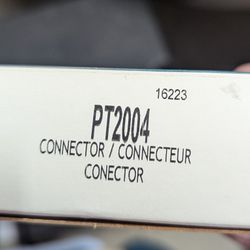 16223
PT2004
CONNECTOR / CONNECTEUR
CONECTOR